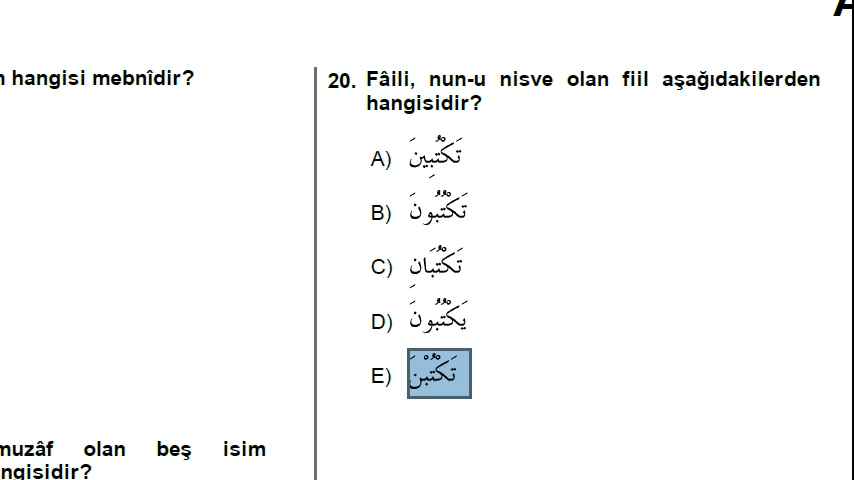 hangisi mebnîdir?
20. Fâili, nun-u nisve olan fiil aşağıdakilerden
hangisidir?
A) تَكْتُبِينَ
B) تَكْتُبُونَ
C) تَكْتُبَانِ
D) يَكْتُبُونَ
E) تَكْتُبْنَ
muzâf olan beş isim
ngisidir?